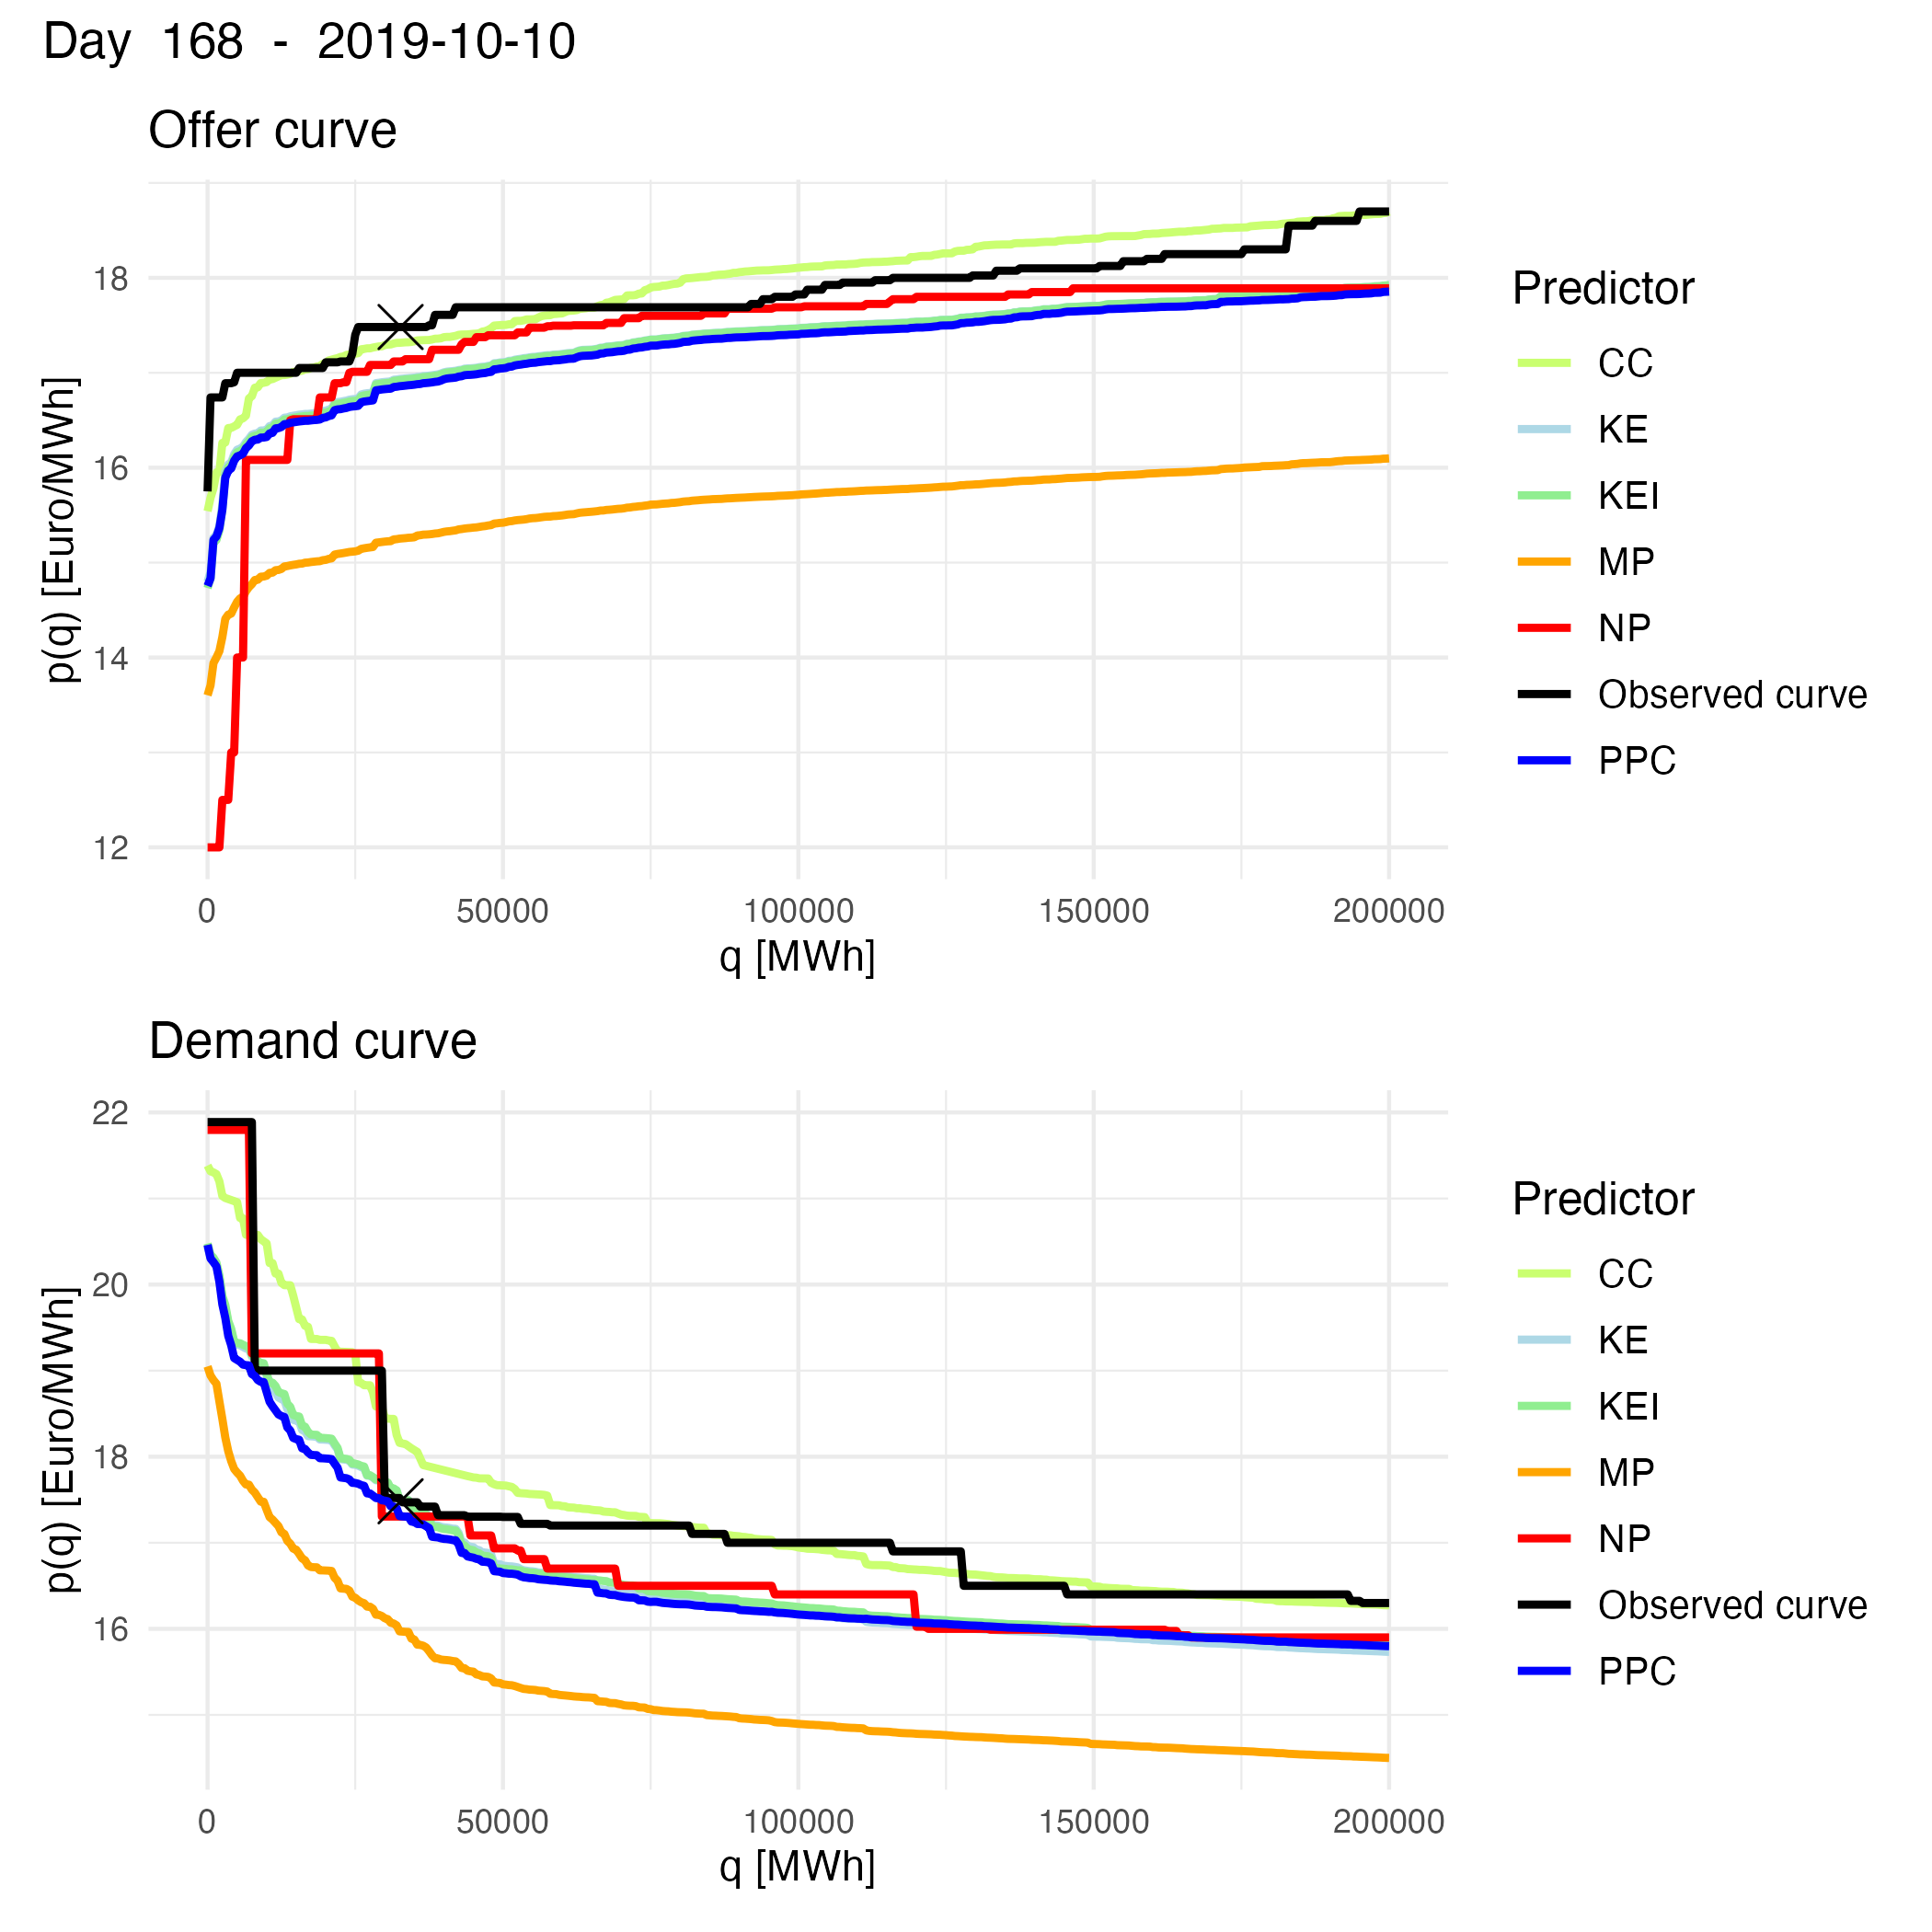 Day 168 - 2019-10-10
Offer curve
p(q) [Euro/MWh]
18
16
14
12
0 50000 100000 150000 200000
q [MWh]
Predictor
CC
KE
KEI
MP
NP
Observed curve
PPC
Demand curve
p(q) [Euro/MWh]
22
20
18
16
0 50000 100000 150000 200000
q [MWh]
Predictor
CC
KE
KEI
MP
NP
Observed curve
PPC